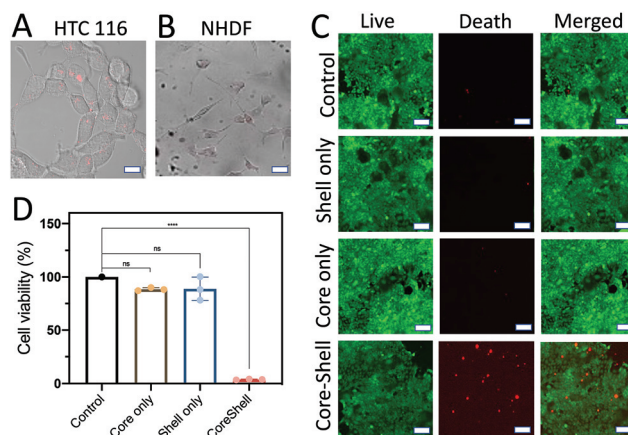 A HTC 116
B NHDF
C Live Death Merged
Control
Shell only
Core only
Core-Shell
D
****
ns
ns
Cell viability (%)
150
100
50
0
Control
Core only
Shell only
CoreShell